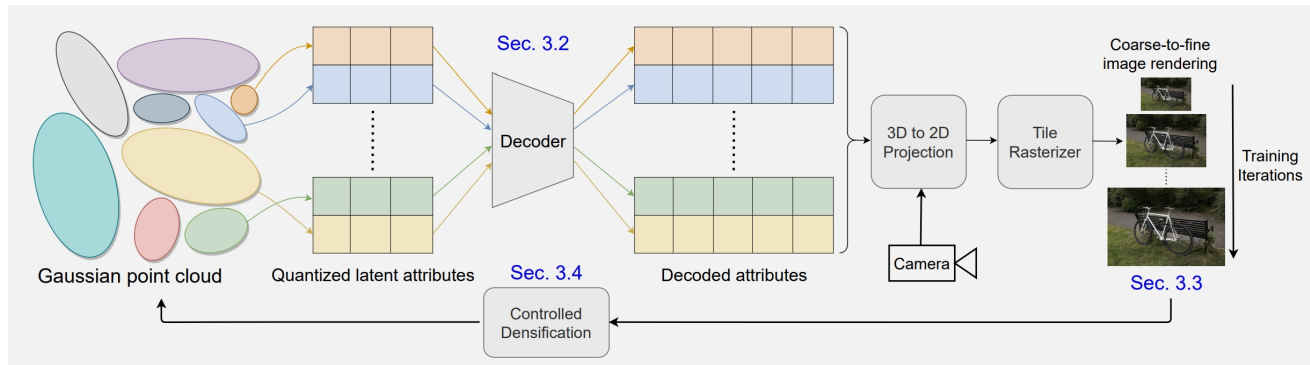 Sec. 3.2
Coarse-to-fine
image rendering
Decoder
3D to 2D
Projection
Tile
Rasterizer
Training
Iterations
Camera
Gaussian point cloud
Quantized latent attributes
Sec. 3.4
Decoded attributes
Sec. 3.3
Controlled
Densification